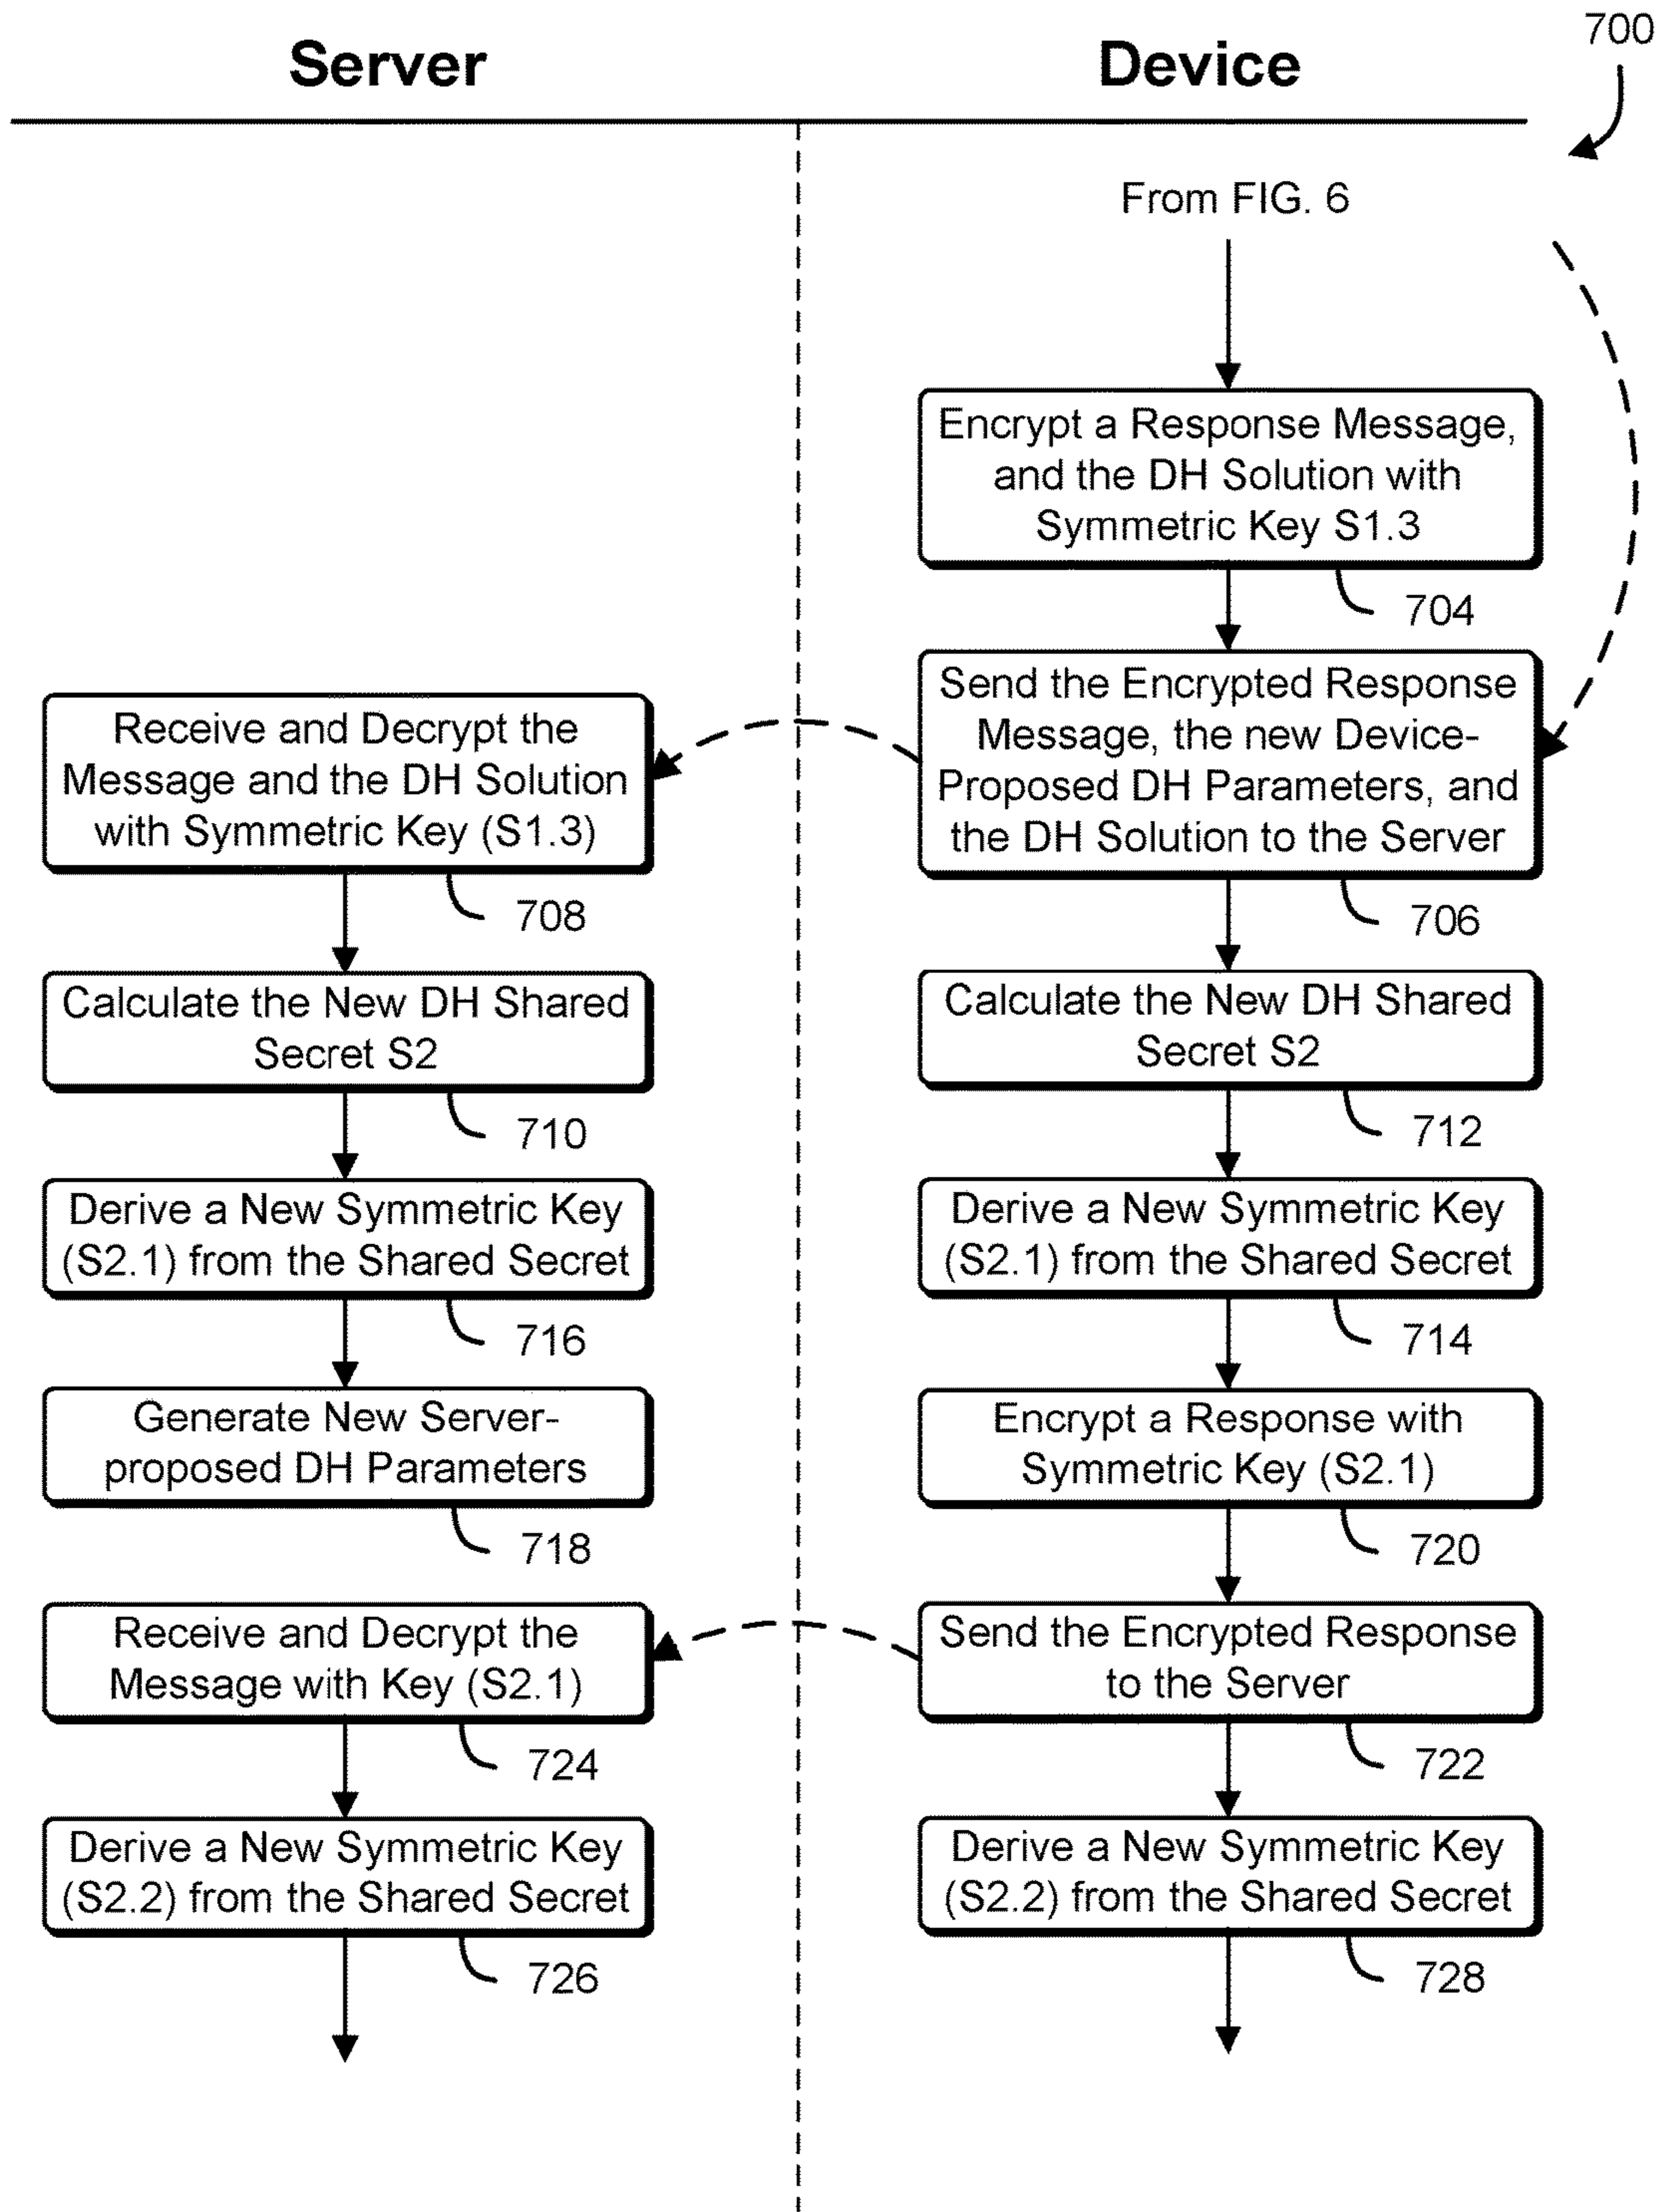 700
Server
Device
From FIG. 6
Encrypt a Response Message,
and the DH Solution with
Symmetric Key S1.3
704
Send the Encrypted Response
Message, the new Device-
Proposed DH Parameters, and
the DH Solution to the Server
706
Receive and Decrypt the
Message and the DH Solution
with Symmetric Key (S1.3)
708
Calculate the New DH Shared
Secret S2
710
Calculate the New DH Shared
Secret S2
712
Derive a New Symmetric Key
(S2.1) from the Shared Secret
716
Derive a New Symmetric Key
(S2.1) from the Shared Secret
714
Generate New Server-
proposed DH Parameters
718
Encrypt a Response with
Symmetric Key (S2.1)
720
Receive and Decrypt the
Message with Key (S2.1)
724
Send the Encrypted Response
to the Server
722
Derive a New Symmetric Key
(S2.2) from the Shared Secret
726
Derive a New Symmetric Key
(S2.2) from the Shared Secret
728